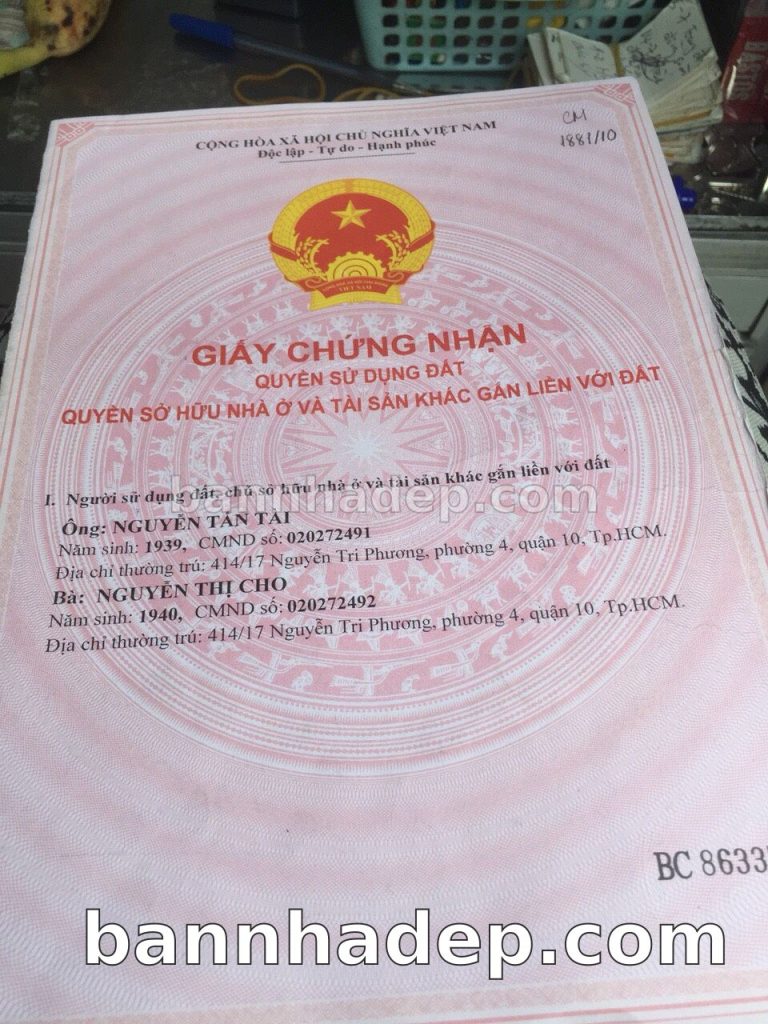 CỘNG HÒA XÃ HỘI CHỦ NGHĨA VIỆT NAM
Độc lập - Tự do - Hạnh phúc
CM
1881/10
VIỆT NAM
GIẤY CHỨNG NHẬN
QUYỀN SỬ DỤNG ĐẤT
QUYỀN SỞ HỮU NHÀ Ở VÀ TÀI SẢN KHÁC GẮN LIỀN VỚI ĐẤT
I. Người sử dụng đất, chủ sở hữu nhà ở và tài sản khác gắn liền với đất
bannhadep.com
Ông: NGUYỄN TẤN TÀI
Năm sinh: 1939, CMND số: 020272491
Địa chỉ thường trú: 414/17 Nguyễn Tri Phương, phường 4, quận 10, Tp.HCM.
Bà: NGUYỄN THỊ CHO
Năm sinh: 1940, CMND số: 020272492
Địa chỉ thường trú: 414/17 Nguyễn Tri Phương, phường 4, quận 10, Tp.HCM.
BC 8633
bannhadep.com